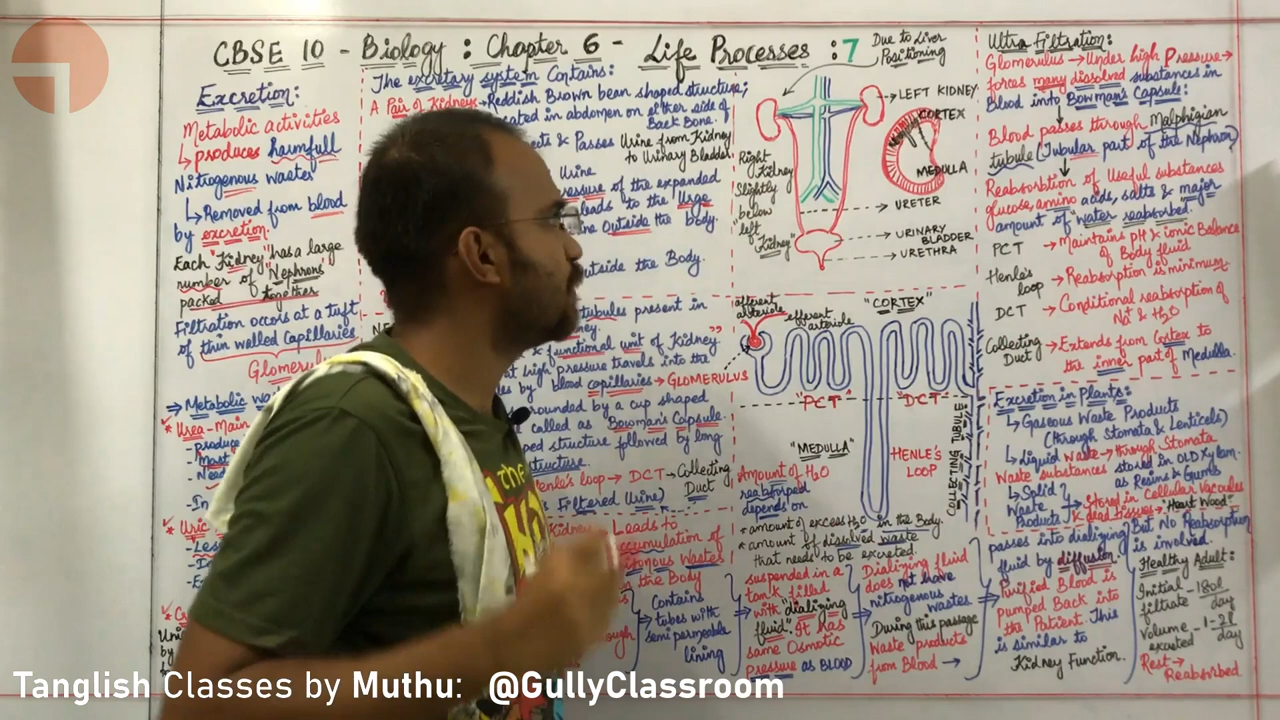 CBSE 10 - Biology : Chapter 6 - Life Processes : 7
Due to Liver
Positioning
Excretion:
Metabolic activities
↳ produces harmfull
Nitrogenous waster
↳ Removed from blood
by excretion.
Each "Kidney" has a large
number of "Nephrons"
packed together
Filtration occors at a tuft
of thin walled Capillaries.
⇒ Metabolic
* Urea - Main
The excretary system Contains:
A Pair of Kidneys → Reddish Brown bean shaped structure;
in abdomen on either side of
Back Bone.
& Passes Urine from Kidney
to Urinary Bladder
Urine
of the expanded
leads to the Urge
outside the body.
outside the Body.
tubules present in
& functional unit of Kidney"
high pressure travels into the
by blood capillaries → GLOMERULUS
a cup shaped
called as Bowman's Capsule
structure followed by long
structure.
Henle's loop → DCT → Collecting
Duct
Filtered Urine)
Leads to
accumulation of
the Body
Contains
tubes with
semi permeable
lining
LEFT KIDNEY
CORTEX
MEDULLA
Right
Kidney
Slightly
below
"left
Kidney"
URETER
URINARY
BLADDER
URETHRA
afferent
arteriole
efferent
arteriole
"CORTEX"
"PCT"
"DCT"
"MEDULLA"
HENLE'S
LOOP
COLLECTING TUBULE
Amount of H2O
reabsorped
depends on
* amount of excess H2O in the Body
* amount of dissolved waste
that needs to be excreted.
suspended in a
tank filled
with "dializing
fluid". It has
same Osmotic
pressure as BLOOD
Dializing fluid
does not have
nitrogenous
wastes
During this passage
Waste products
from Blood →
passes into dializing
fluid by diffusion.
Purified Blood is
pumped Back into
the Patient. This
is similar to
Kidney Function.
But No Reabsorption
is involved.
Healthy Adult:
Initial - 180l
filtrate day
Volume - 1-2l
excreted day
Rest →
Reabsorbed
Ultra Filtration:
Glomerulus → Under high Pressure →
forces many dissolved substances in
Blood into Bowman's Capsule:
Blood passes through Malphigian
tubule (Tubular part of the Nephron)
Reabsorbtion of Useful substances
glucose, amino acids, salts & major
amount of water reabsorbed.
PCT → Maintains pH & ionic Balance
of Body fluid
Henle's
loop → Reabsorption is minimum
DCT → Conditional reabsorption of
Na+ & H2O
Collecting
Duct → Extends from Cortex to
the inner part of Medulla.
Excretion in Plants:
↳ Gaseous Waste Products
(through Stomata & Lenticels)
↳ liquid waste → through Stomata
Waste substances stored in OLD Xylem
as Resins & Gums
↳ Solid
Waste
Products → Stored in Cellular Vacuoles
& dead tissues → "Heart Wood"
Tanglish Classes by Muthu: @GullyClassroom